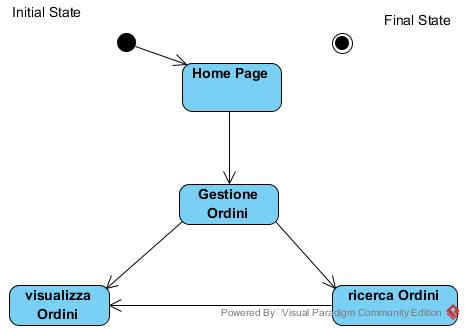 Initial State
Final State
Home Page
Gestione
Ordini
visualizza
Ordini
ricerca Ordini
Powered By Visual Paradigm Community Edition